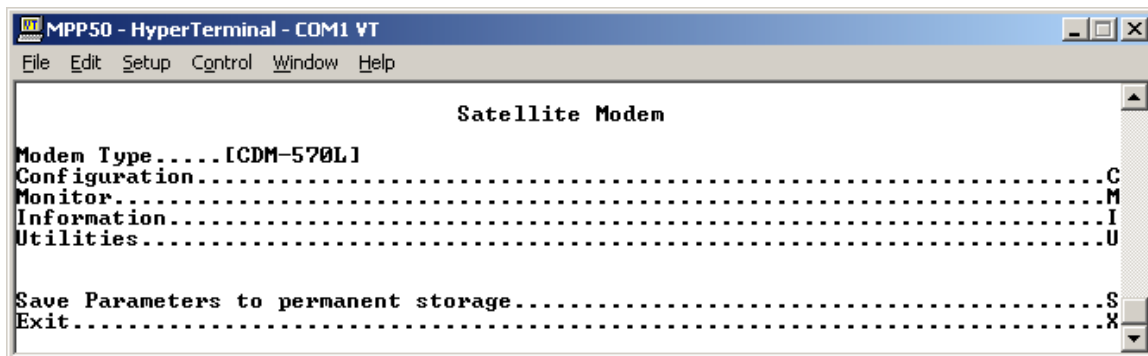 MPP50 - HyperTerminal - COM1 VT
File Edit Setup Control Window Help
Satellite Modem
Modem Type.....[CDM-570L]
Configuration.................................................................................................C
Monitor..........................................................................................................M
Information....................................................................................................I
Utilities.......................................................................................................U
Save Parameters to permanent storage...............................................................S
Exit..............................................................................................................X